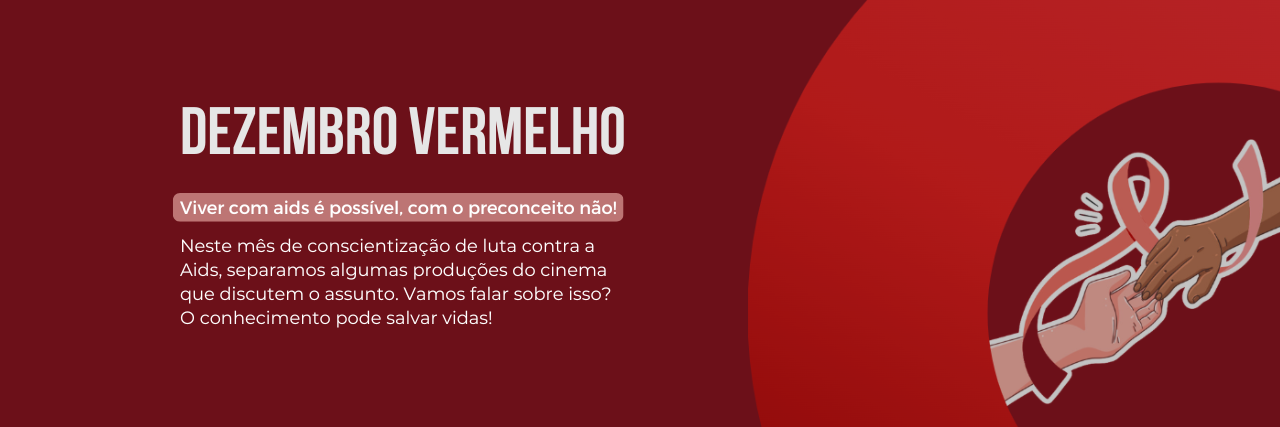 DEZEMBRO VERMELHO
Viver com aids é possível, com o preconceito não!
Neste mês de conscientização de luta contra a
Aids, separamos algumas produções do cinema
que discutem o assunto. Vamos falar sobre isso?
O conhecimento pode salvar vidas!